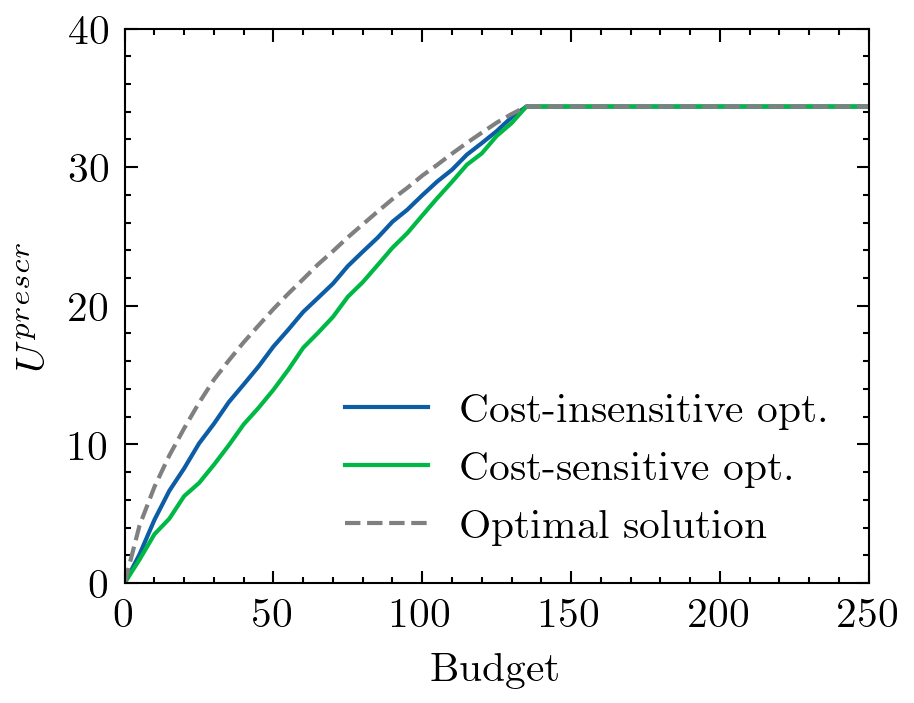 40
30
20
10
0
U^{prescr}
Cost-insensitive opt.
Cost-sensitive opt.
Optimal solution
0 50 100 150 200 250
Budget